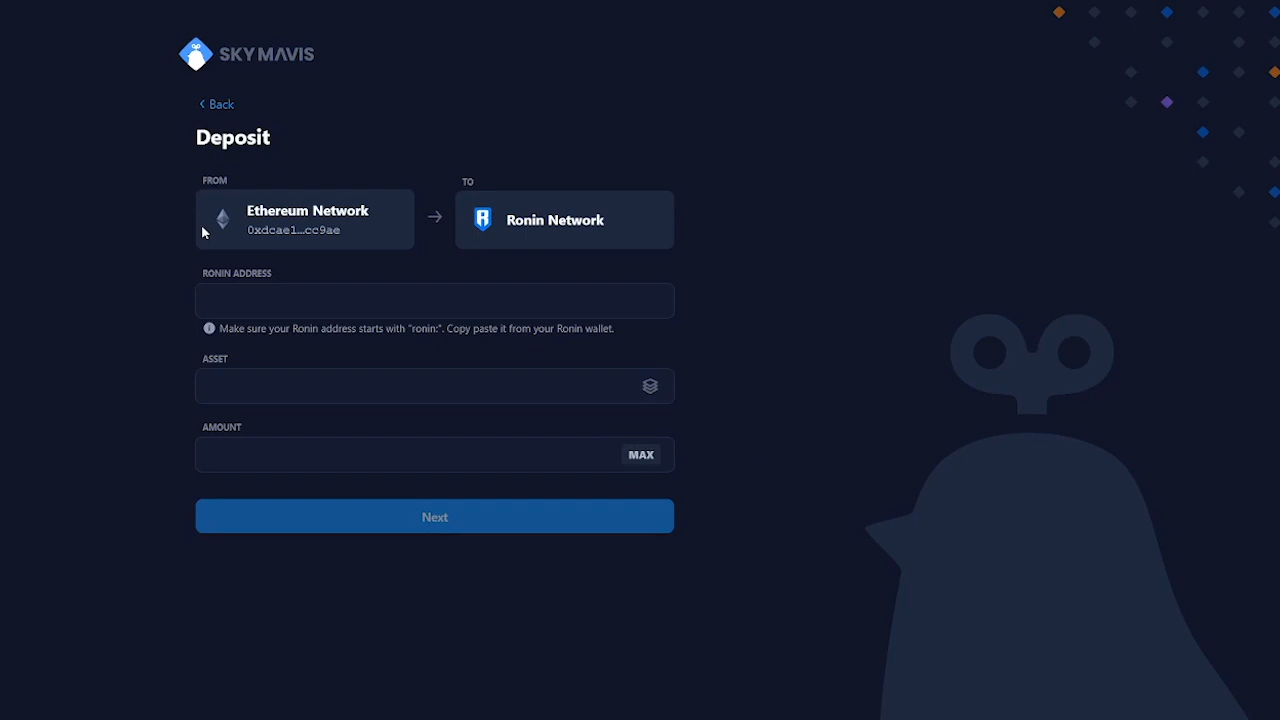 SKY MAVIS
Back
Deposit
FROM
TO
Ethereum Network
0xdcae1...cc9ae
Ronin Network
RONIN ADDRESS
Make sure your Ronin address starts with "ronin:". Copy paste it from your Ronin wallet.
ASSET
AMOUNT
MAX
Next